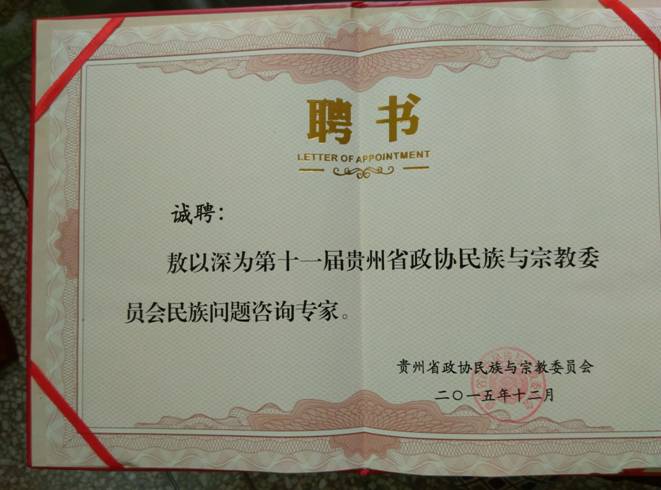 聘书
LETTER OF APPOINTMENT
诚聘：
敖以深为第十一届贵州省政协民族与宗教委
员会民族问题咨询专家。
贵州省政协民族与宗教委员会
二〇一五年十二月